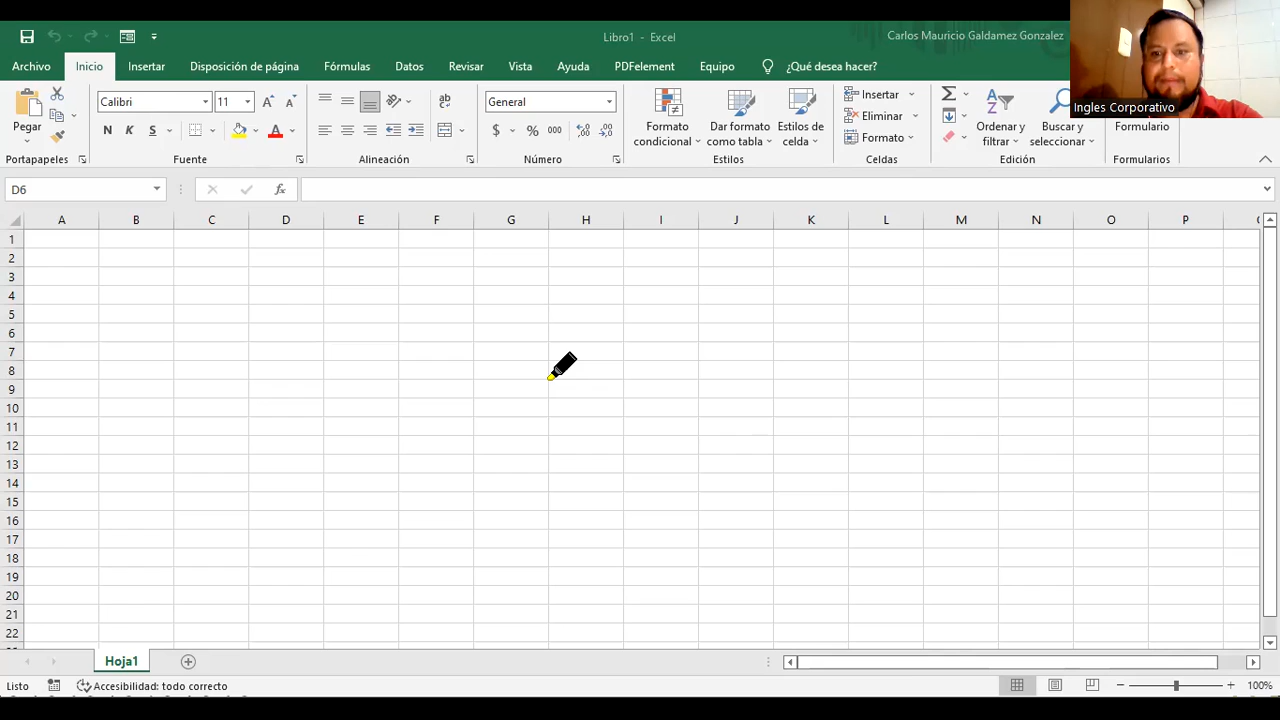 Libro1 - Excel
Carlos Mauricio Galdamez Gonzalez
Archivo Inicio Insertar Disposición de página Fórmulas Datos Revisar Vista Ayuda PDFelement Equipo ¿Qué desea hacer?
Ingles Corporativo
Calibri 11 General
Pegar
N K S
$ % 000
Formato condicional
Dar formato como tabla
Estilos de celda
Insertar
Eliminar
Formato
Ordenar y filtrar
Buscar y seleccionar
Formulario
Portapapeles Fuente Alineación Número Estilos Celdas Edición Formularios
D6 fx
A B C D E F G H I J K L M N O P
1
2
3
4
5
6
7
8
9
10
11
12
13
14
15
16
17
18
19
20
21
22
Hoja1
Listo Accesibilidad: todo correcto 100%